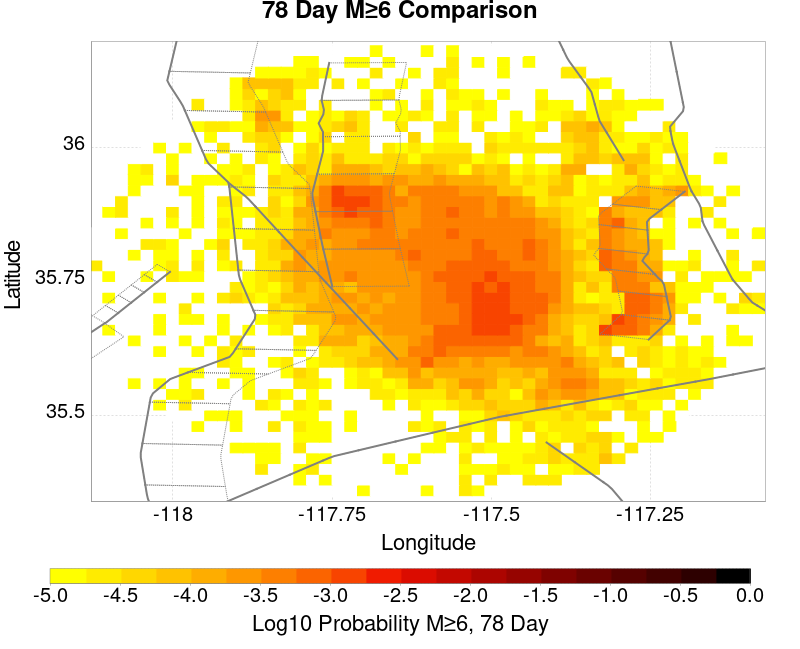 78 Day M≥6 Comparison
36
35.75
35.5
Latitude
-118 -117.75 -117.5 -117.25
Longitude
-5.0 -4.5 -4.0 -3.5 -3.0 -2.5 -2.0 -1.5 -1.0 -0.5 0.0
Log10 Probability M≥6, 78 Day